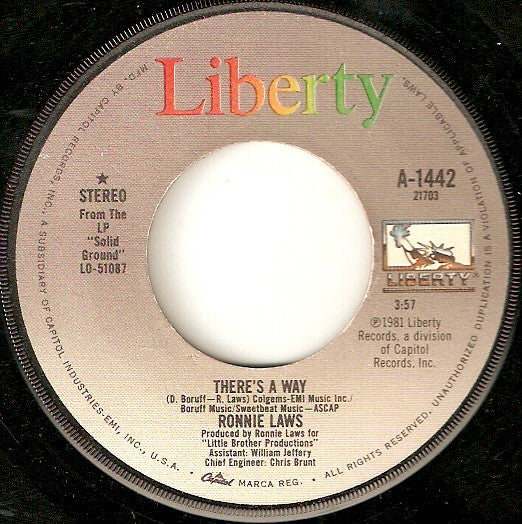 Liberty
★
STEREO
From The
LP
"Solid
Ground"
LO-51087
A-1442
21703
LIBERTY
3:57
℗1981 Liberty
Records, a division
of Capitol
Records, Inc.
THERE'S A WAY
(D. Boruff—R. Laws) Colgems-EMI Music Inc./
Boruff Music/Sweetbeat Music—ASCAP
RONNIE LAWS
Produced by Ronnie Laws for
"Little Brother Productions"
Assistant: William Jeffery
Chief Engineer: Chris Brunt
MFD. BY CAPITOL RECORDS, INC., A SUBSIDIARY OF CAPITOL INDUSTRIES-EMI, INC., U.S.A. • Capitol MARCA REG. • ALL RIGHTS RESERVED. UNAUTHORIZED DUPLICATION IS A VIOLATION OF APPLICABLE LAWS.